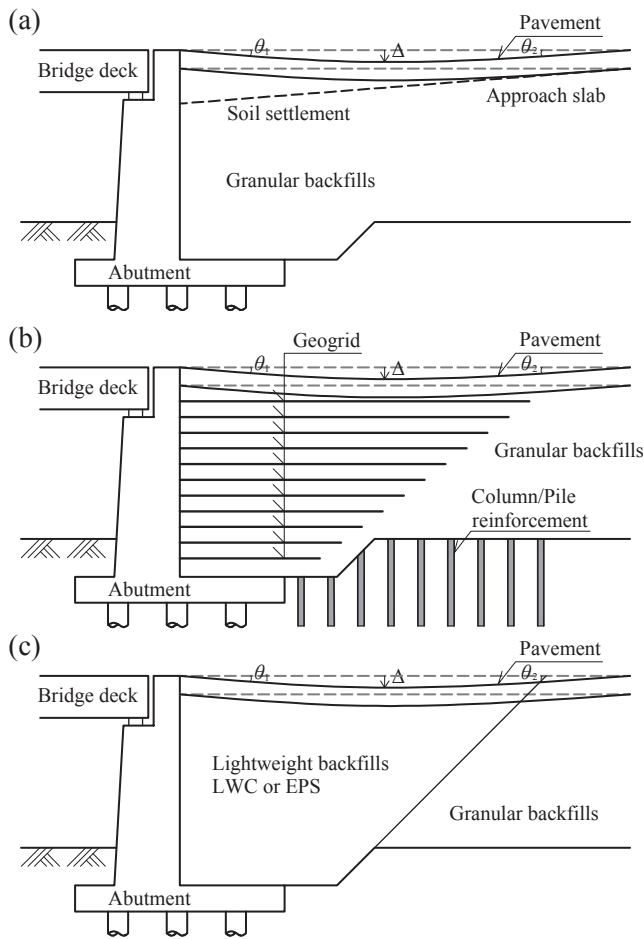 (a)
Pavement
θ₁
Δ
θ₂
Bridge deck
Approach slab
Soil settlement
Granular backfills
Abutment
(b)
Geogrid
Pavement
θ₁
Δ
θ₂
Bridge deck
Granular backfills
Column/Pile
reinforcement
Abutment
(c)
Pavement
θ₁
Δ
θ₂
Bridge deck
Lightweight backfills
LWC or EPS
Granular backfills
Abutment